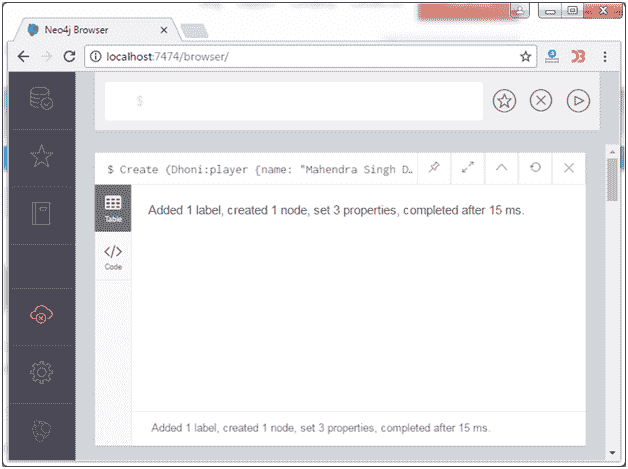 Neo4j Browser
localhost:7474/browser/
$
$ Create (Dhoni:player {name: "Mahendra Singh D…
Table
Added 1 label, created 1 node, set 3 properties, completed after 15 ms.
</> 
Code
Added 1 label, created 1 node, set 3 properties, completed after 15 ms.